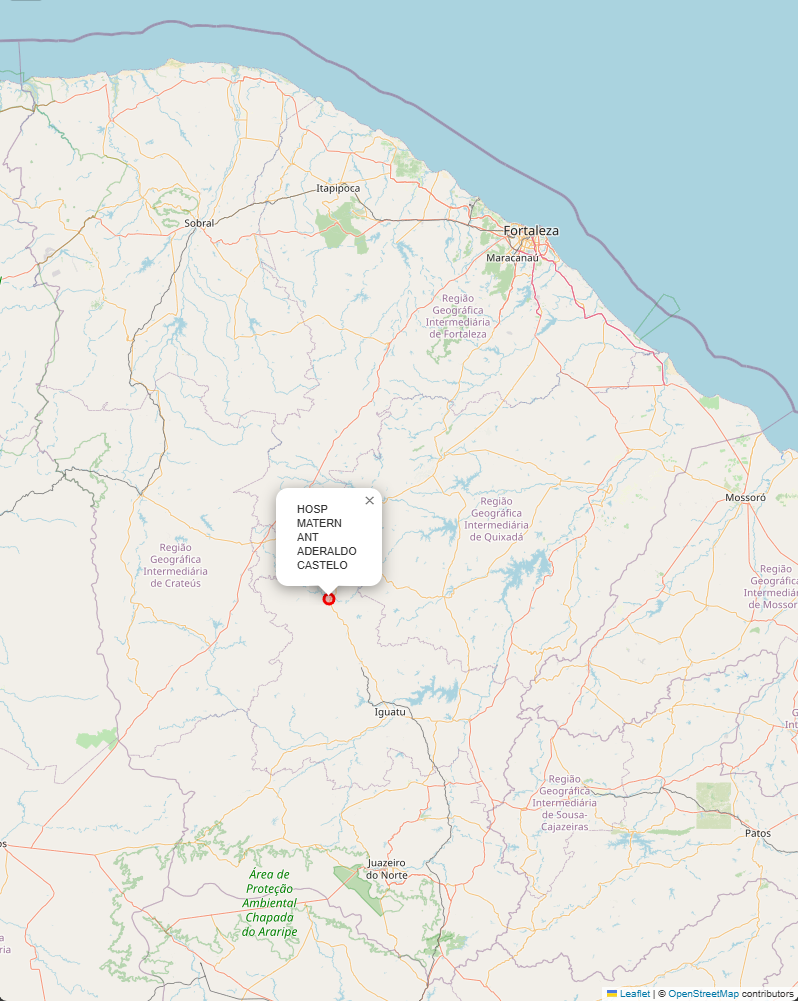 Itapipoca
Sobral
Fortaleza
Maracanaú
Região
Geográfica
Intermediária
de Fortaleza
HOSP
MATERN
ANT
ADERALDO
CASTELO
×
Mossoró
Região
Geográfica
Intermediária
de Quixadá
Região
Geográfica
Intermediária
de Crateús
Região
Geográfica
Intermediária
de Mossor
Iguatu
Região
Geográfica
Intermediária
de Sousa-
Cajazeiras
Patos
os
Juazeiro
do Norte
Área de
Proteção
Ambiental
Chapada
do Araripe
Leaflet | © OpenStreetMap contributors